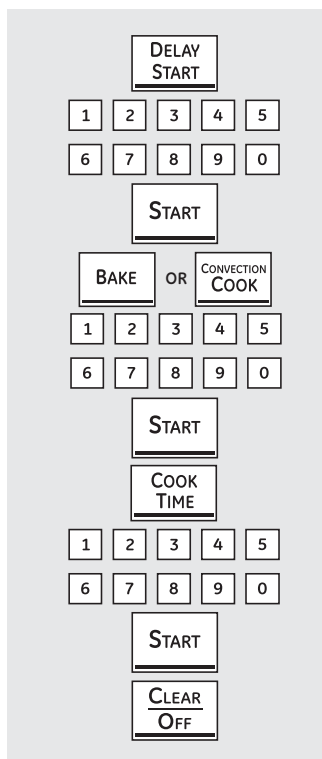 DELAY
START
1 2 3 4 5
6 7 8 9 0
START
BAKE OR CONVECTION COOK
1 2 3 4 5
6 7 8 9 0
START
COOK
TIME
1 2 3 4 5
6 7 8 9 0
START
CLEAR
OFF